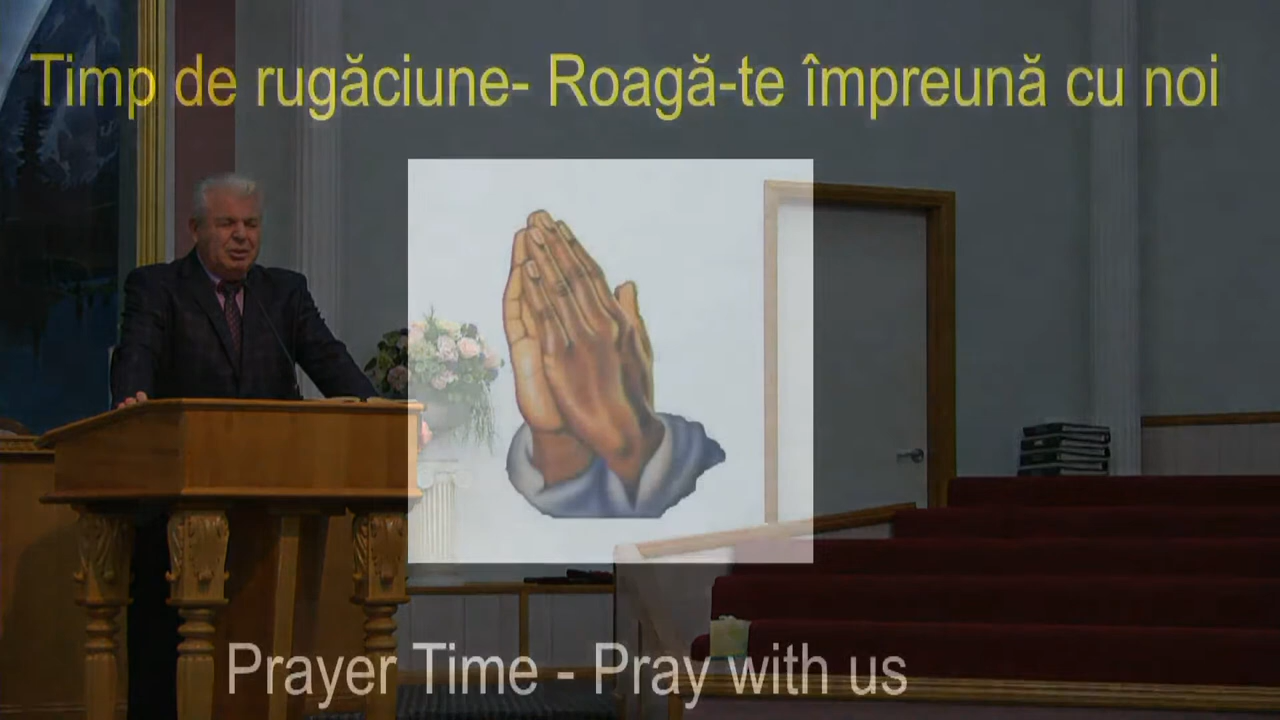 Timp de rugăciune- Roagă-te împreună cu noi
Prayer Time - Pray with us